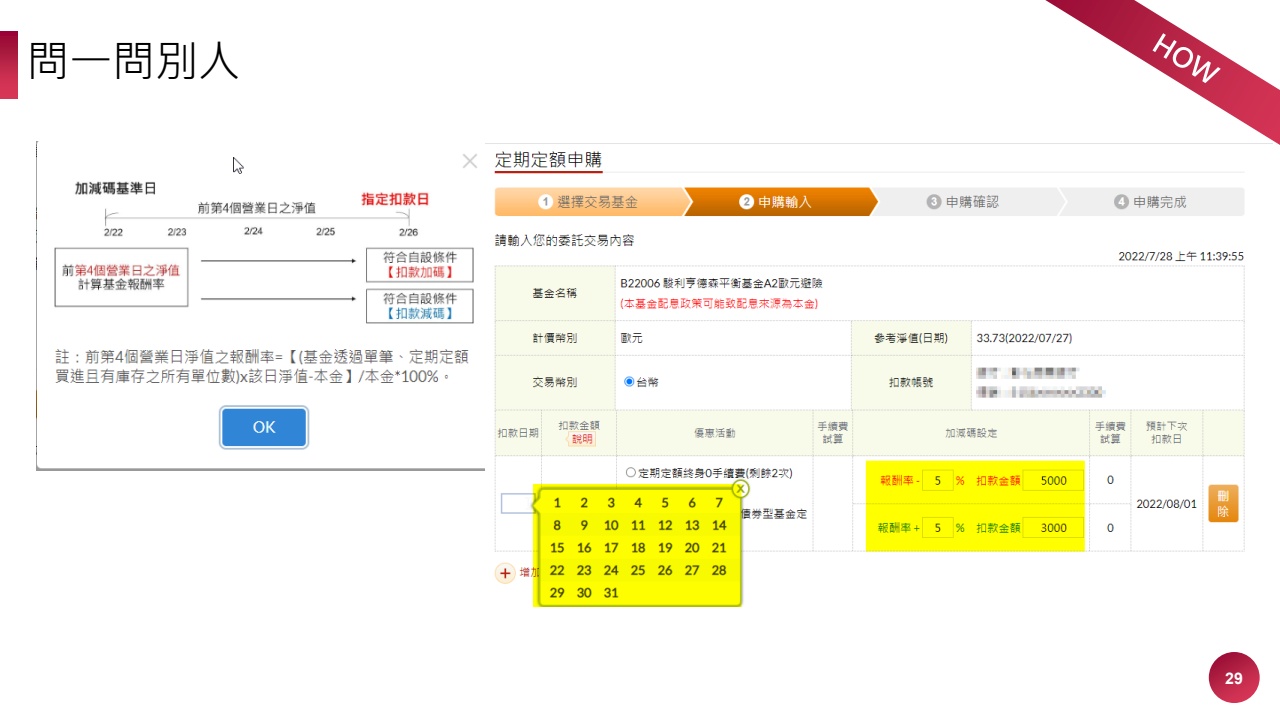 問一問別人
HOW
加減碼基準日
指定扣款日
前第4個營業日之淨值
2/22 2/23 2/24 2/25 2/26
前第4個營業日之淨值
計算基金報酬率
符合自設條件
【扣款加碼】
符合自設條件
【扣款減碼】
註：前第4個營業日淨值之報酬率=【(基金透過單筆、定期定額
買進且有庫存之所有單位數)x該日淨值-本金】/本金*100%。
OK
定期定額申購
1 選擇交易基金 2 申購輸入 3 申購確認 4 申購完成
請輸入您的委託交易內容
2022/7/28 上午 11:39:55
基金名稱
B22006 駿利亨德森平衡基金A2歐元避險
(本基金配息政策可能致配息來源為本金)
計價幣別 歐元 參考淨值(日期) 33.73(2022/07/27)
交易幣別 台幣 扣款帳號
扣款日期 扣款金額 說明 優惠活動 手續費試算 加減碼設定 手續費試算 預計下次扣款日
定期定額終身0手續費(剩餘2次)
債券型基金定
報酬率 - 5 % 扣款金額 5000 0
報酬率 + 5 % 扣款金額 3000 0
2022/08/01
刪除
1 2 3 4 5 6 7
8 9 10 11 12 13 14
15 16 17 18 19 20 21
22 23 24 25 26 27 28
29 30 31
增加
29